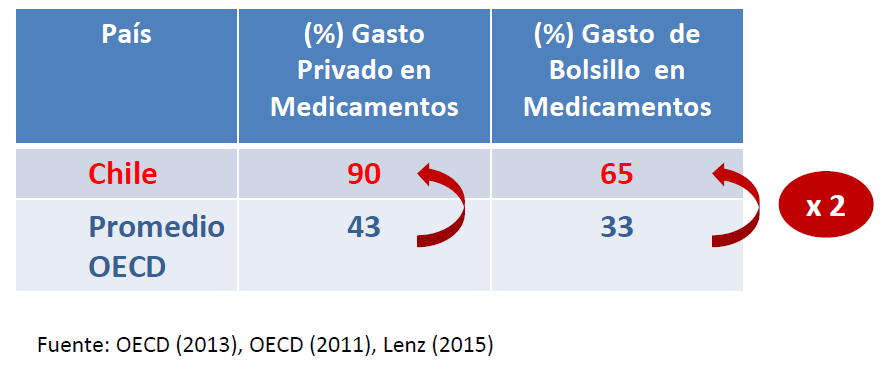 País
(%) Gasto
Privado en
Medicamentos
(%) Gasto de
Bolsillo en
Medicamentos
Chile
90
65
Promedio
OECD
43
33
x 2
Fuente: OECD (2013), OECD (2011), Lenz (2015)